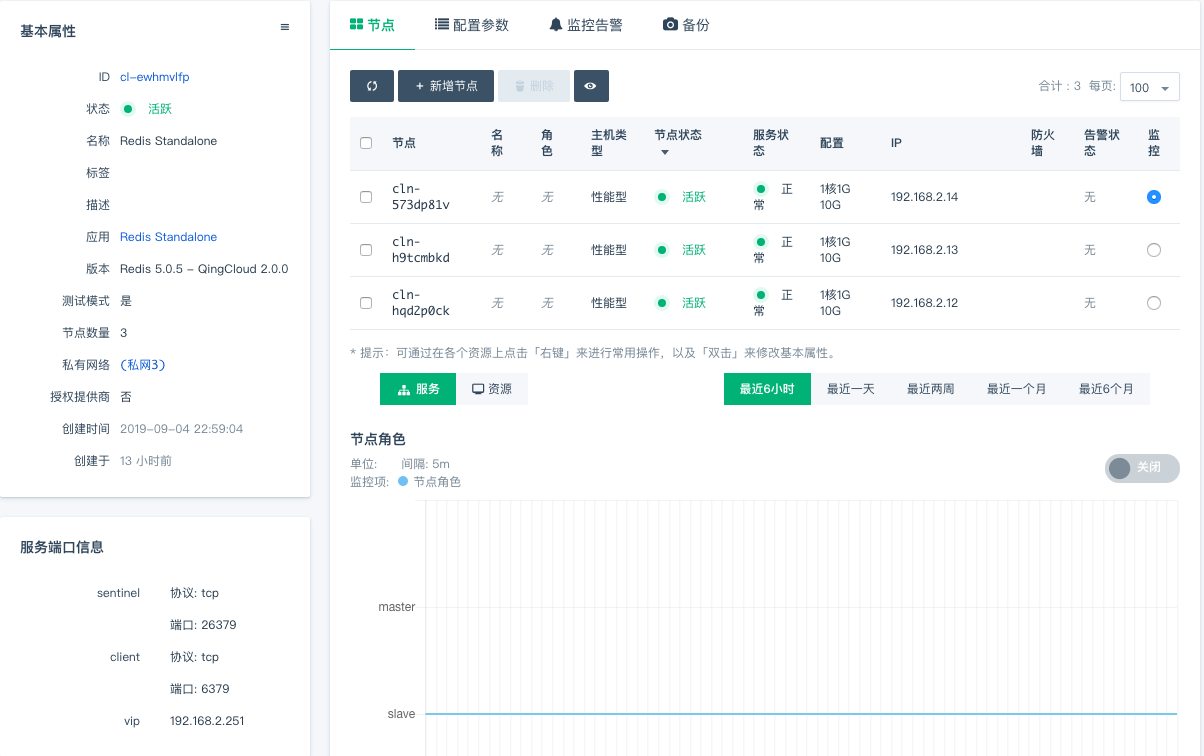 基本属性
ID cl-ewhmvlfp
状态 活跃
名称 Redis Standalone
标签
描述
应用 Redis Standalone
版本 Redis 5.0.5 - QingCloud 2.0.0
测试模式 是
节点数量 3
私有网络 (私网3)
授权提供商 否
创建时间 2019-09-04 22:59:04
创建于 13 小时前
服务端口信息
sentinel 协议: tcp
端口: 26379
client 协议: tcp
端口: 6379
vip 192.168.2.251
节点 配置参数 监控告警 备份
+ 新增节点 删除 合计：3 每页: 100
节点 名称 角色 主机类型 节点状态 服务状态 配置 IP 防火墙 告警状态 监控
cln-573dp81v 无 无 性能型 活跃 正常 1核1G 10G 192.168.2.14 无
cln-h9tcmbkd 无 无 性能型 活跃 正常 1核1G 10G 192.168.2.13 无
cln-hqd2p0ck 无 无 性能型 活跃 正常 1核1G 10G 192.168.2.12 无
* 提示：可通过在各个资源上点击「右键」来进行常用操作，以及「双击」来修改基本属性。
服务 资源 最近6小时 最近一天 最近两周 最近一个月 最近6个月
节点角色
单位: 间隔: 5m
关闭
监控项: 节点角色
master
slave